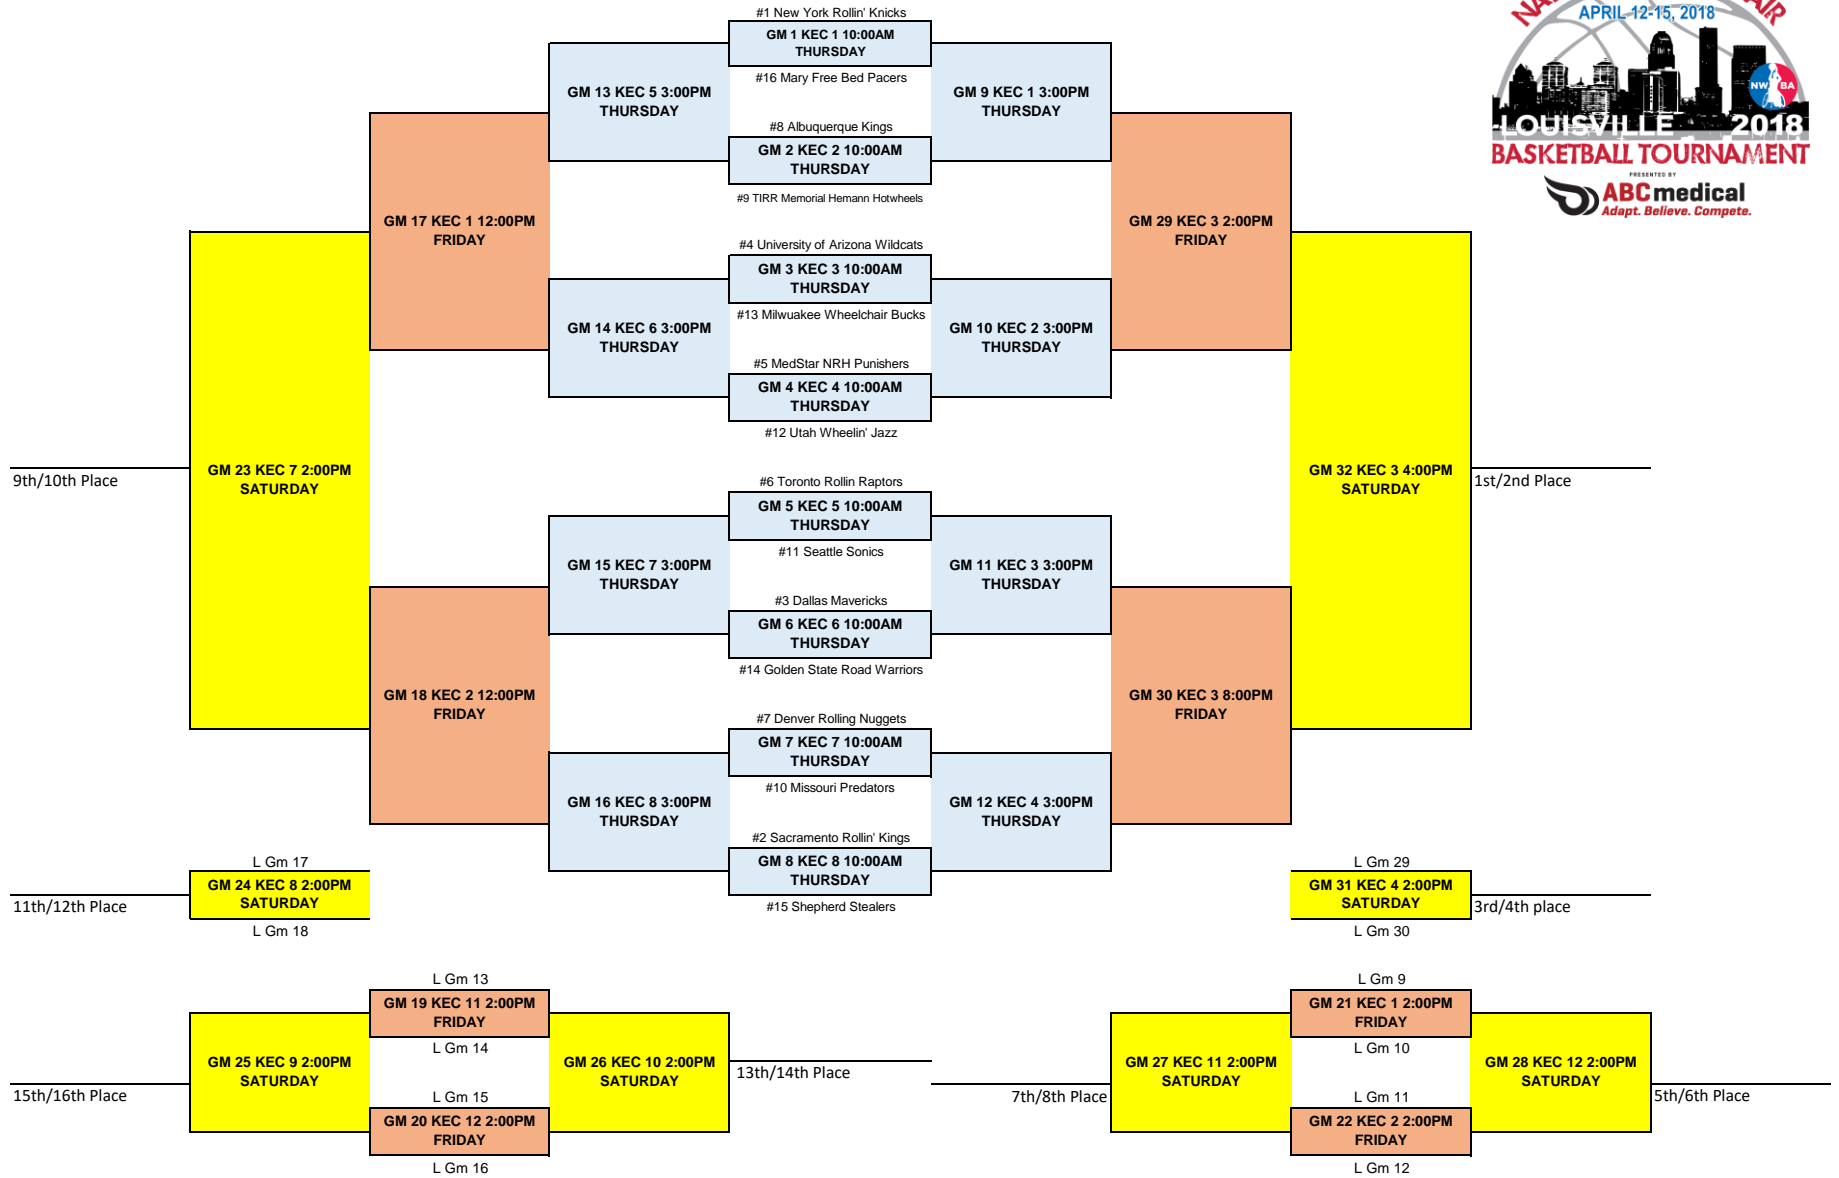 #1 New York Rollin' Knicks
GM 1 KEC 1 10:00AM
THURSDAY
#16 Mary Free Bed Pacers
GM 13 KEC 5 3:00PM
THURSDAY
GM 9 KEC 1 3:00PM
THURSDAY
#8 Albuquerque Kings
GM 2 KEC 2 10:00AM
THURSDAY
#9 TIRR Memorial Hemann Hotwheels
GM 17 KEC 1 12:00PM
FRIDAY
GM 29 KEC 3 2:00PM
FRIDAY
#4 University of Arizona Wildcats
GM 3 KEC 3 10:00AM
THURSDAY
#13 Milwuakee Wheelchair Bucks
GM 14 KEC 6 3:00PM
THURSDAY
GM 10 KEC 2 3:00PM
THURSDAY
#5 MedStar NRH Punishers
GM 4 KEC 4 10:00AM
THURSDAY
#12 Utah Wheelin' Jazz
9th/10th Place
GM 23 KEC 7 2:00PM
SATURDAY
GM 32 KEC 3 4:00PM
SATURDAY
1st/2nd Place
#6 Toronto Rollin Raptors
GM 5 KEC 5 10:00AM
THURSDAY
#11 Seattle Sonics
GM 15 KEC 7 3:00PM
THURSDAY
GM 11 KEC 3 3:00PM
THURSDAY
#3 Dallas Mavericks
GM 6 KEC 6 10:00AM
THURSDAY
#14 Golden State Road Warriors
GM 18 KEC 2 12:00PM
FRIDAY
GM 30 KEC 3 8:00PM
FRIDAY
#7 Denver Rolling Nuggets
GM 7 KEC 7 10:00AM
THURSDAY
#10 Missouri Predators
GM 16 KEC 8 3:00PM
THURSDAY
GM 12 KEC 4 3:00PM
THURSDAY
#2 Sacramento Rollin' Kings
GM 8 KEC 8 10:00AM
THURSDAY
#15 Shepherd Stealers
L Gm 17
GM 24 KEC 8 2:00PM
SATURDAY
L Gm 18
11th/12th Place
L Gm 29
GM 31 KEC 4 2:00PM
SATURDAY
L Gm 30
3rd/4th place
L Gm 13
GM 19 KEC 11 2:00PM
FRIDAY
L Gm 14
GM 25 KEC 9 2:00PM
SATURDAY
GM 26 KEC 10 2:00PM
SATURDAY
13th/14th Place
15th/16th Place
L Gm 15
GM 20 KEC 12 2:00PM
FRIDAY
L Gm 16
L Gm 9
GM 21 KEC 1 2:00PM
FRIDAY
L Gm 10
GM 27 KEC 11 2:00PM
SATURDAY
GM 28 KEC 12 2:00PM
SATURDAY
7th/8th Place
5th/6th Place
L Gm 11
GM 22 KEC 2 2:00PM
FRIDAY
L Gm 12
APRIL 12-15, 2018
NW BA
LOUISVILLE 2018
BASKETBALL TOURNAMENT
PRESENTED BY
ABC medical
Adapt. Believe. Compete.